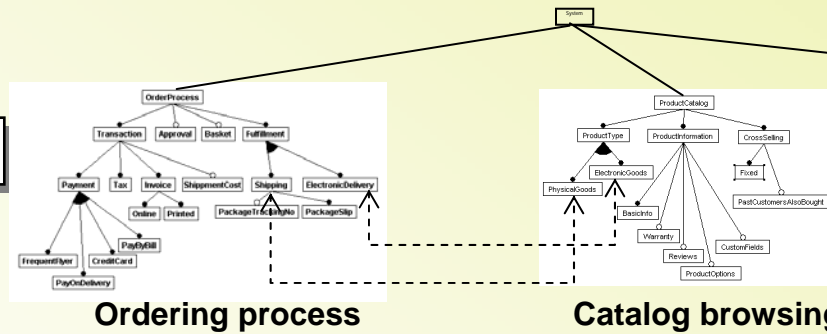 System
OrderProcess
Transaction Approval Basket Fulfillment
Payment Tax Invoice ShippmentCost Shipping ElectronicDelivery
Online Printed PackageTrackingNo PackageSlip
PayByBill
FrequentFlyer CreditCard
PayOnDelivery
Ordering process
ProductCatalog
ProductType ProductInformation CrossSelling
ElectronicGoods Fixed
PhysicalGoods
PastCustomersAlsoBought
BasicInfo
Warranty
CustomFields
Reviews
ProductOptions
Catalog browsing